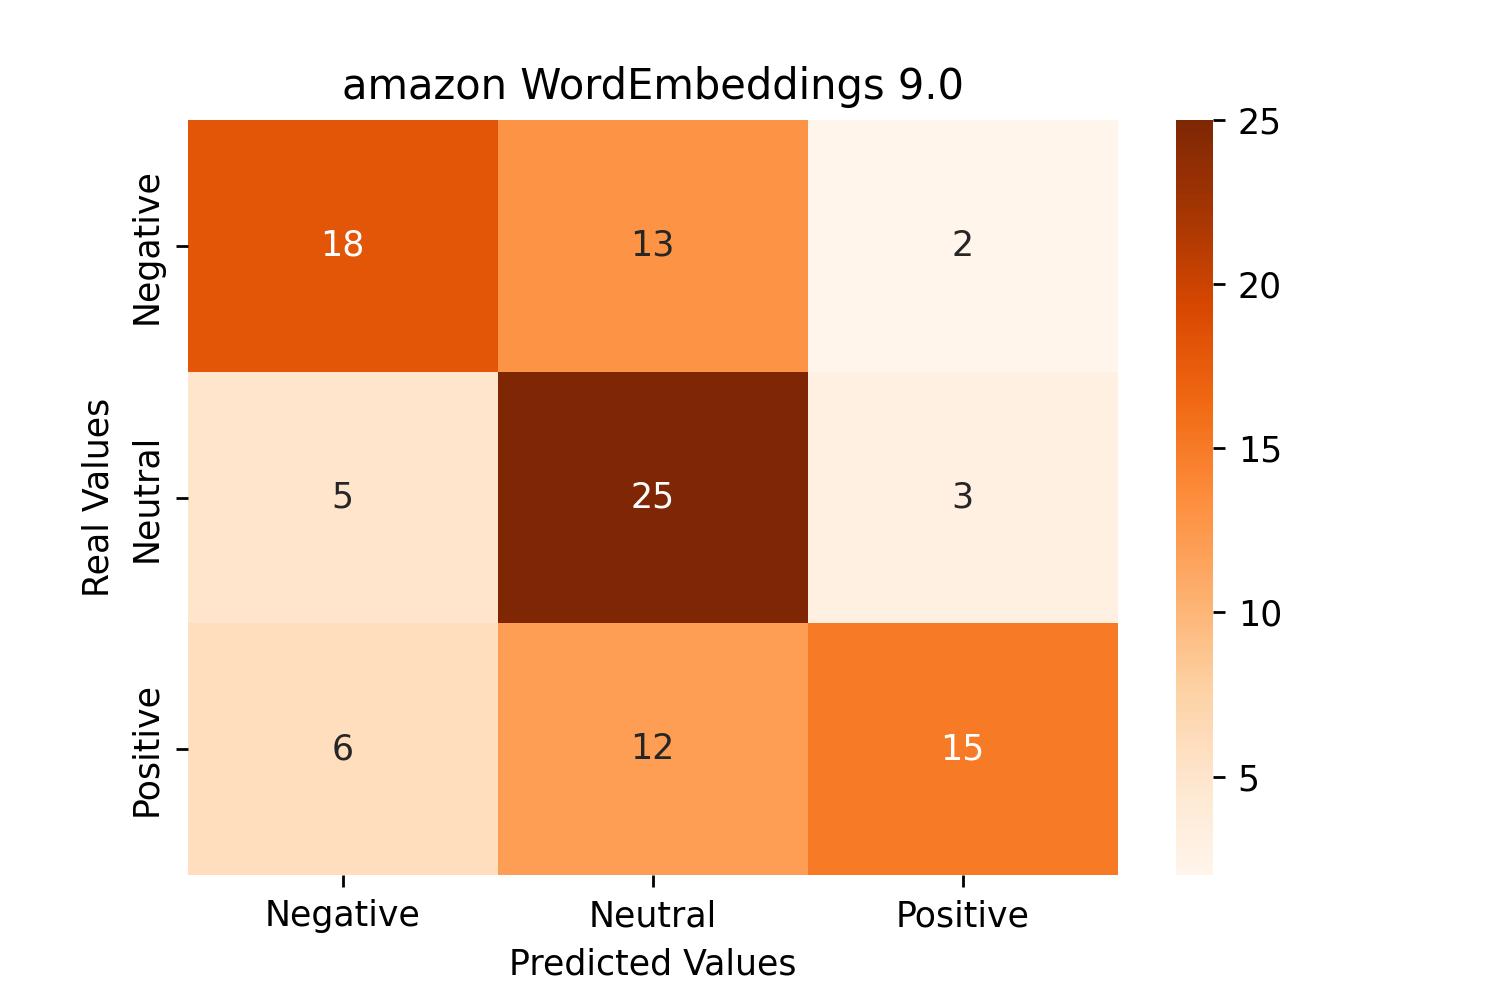 amazon WordEmbeddings 9.0
Real Values
Negative
18
13
2
Neutral
5
25
3
Positive
6
12
15
Negative
Neutral
Positive
Predicted Values
25
20
15
10
5